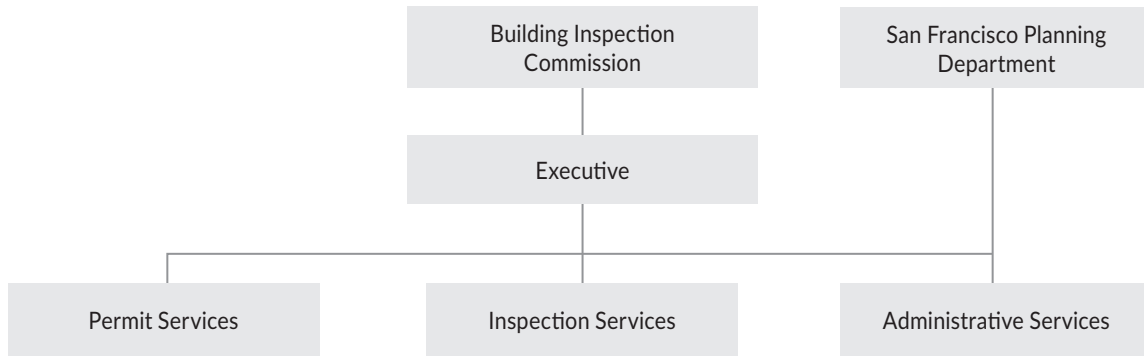 Building Inspection
Commission
San Francisco Planning
Department
Executive
Permit Services
Inspection Services
Administrative Services